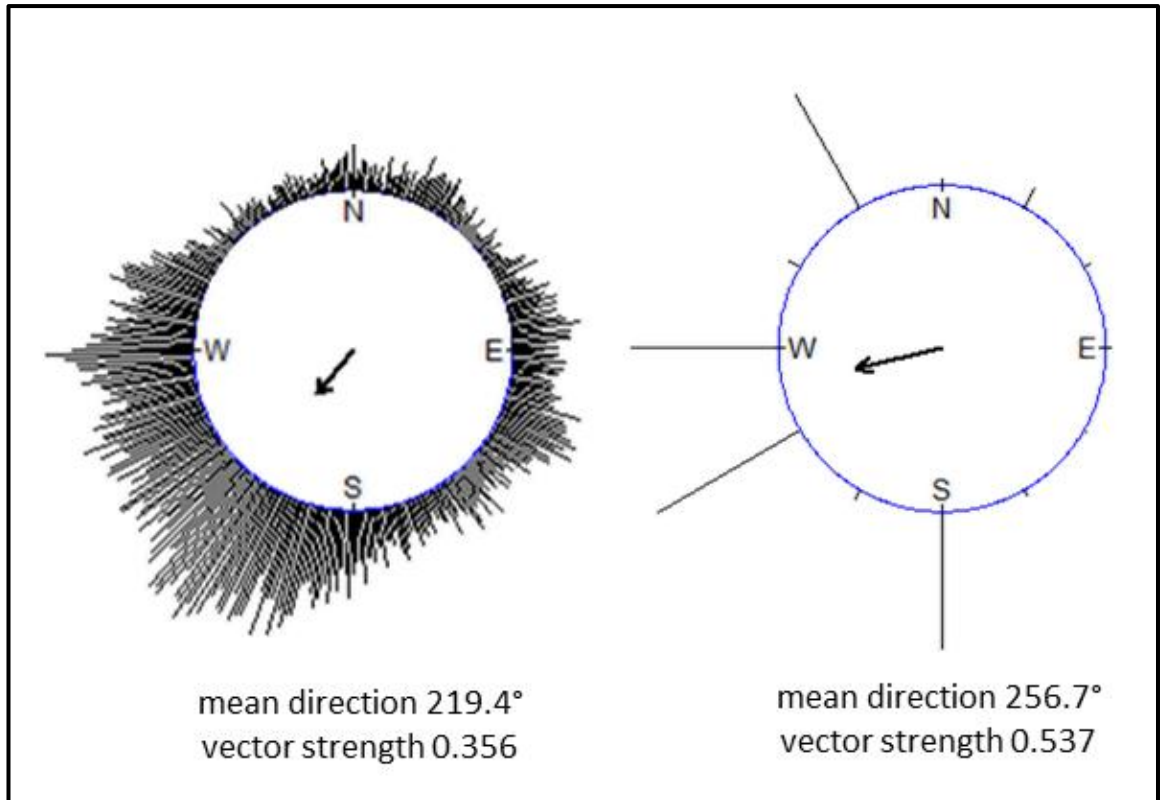 N
W
E
S
mean direction 219.4°
vector strength 0.356
N
W
E
S
mean direction 256.7°
vector strength 0.537